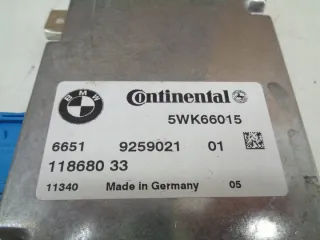 BMW Continental
5WK66015
6651 9259021 01
118680 33
11340 Made in Germany 05